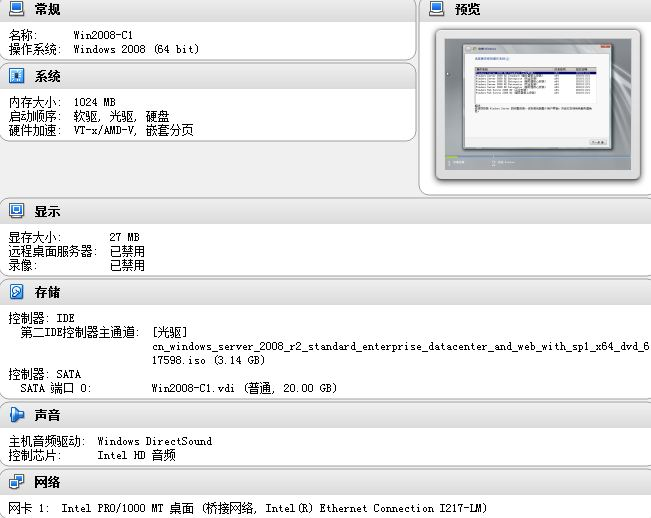 常规
预览
名称: Win2008-C1
操作系统: Windows 2008 (64 bit)
系统
内存大小: 1024 MB
启动顺序: 软驱, 光驱, 硬盘
硬件加速: VT-x/AMD-V, 嵌套分页
显示
显存大小: 27 MB
远程桌面服务器: 已禁用
录像: 已禁用
存储
控制器: IDE
第二IDE控制器主通道: [光驱]
cn_windows_server_2008_r2_standard_enterprise_datacenter_and_web_with_sp1_x64_dvd_6
17598.iso (3.14 GB)
控制器: SATA
SATA 端口 0: Win2008-C1.vdi (普通, 20.00 GB)
声音
主机音频驱动: Windows DirectSound
控制芯片: Intel HD 音频
网络
网卡 1: Intel PRO/1000 MT 桌面 (桥接网络, Intel(R) Ethernet Connection I217-LM)